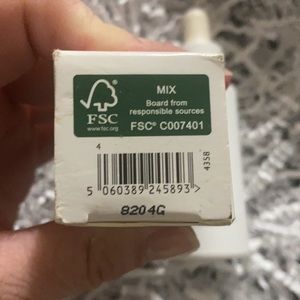 MIX
Board from
responsible sources
FSC
www.fsc.org
FSC® C007401
4
4358
5 060389 245893>
8204G